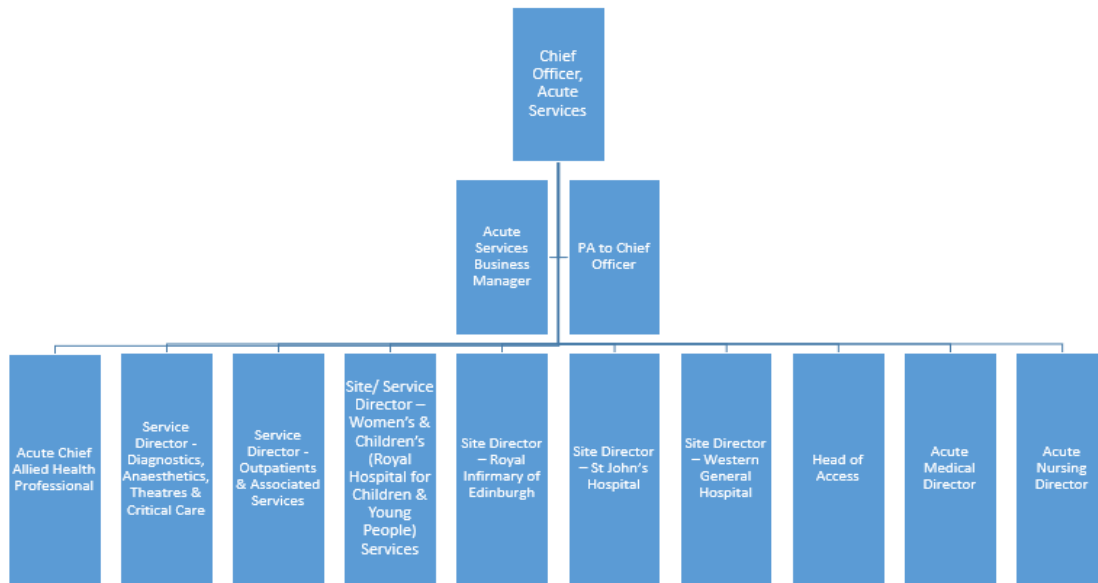 Chief
Officer,
Acute
Services
Acute
Services
Business
Manager
PA to Chief
Officer
Acute Chief
Allied Health
Professional
Service
Director -
Diagnostics,
Anaesthetics,
Theatres &
Critical Care
Service
Director -
Outpatients
& Associated
Services
Site/ Service
Director –
Women’s &
Children’s
(Royal
Hospital for
Children &
Young
People)
Services
Site Director
– Royal
Infirmary of
Edinburgh
Site Director
– St John’s
Hospital
Site Director
– Western
General
Hospital
Head of
Access
Acute
Medical
Director
Acute
Nursing
Director